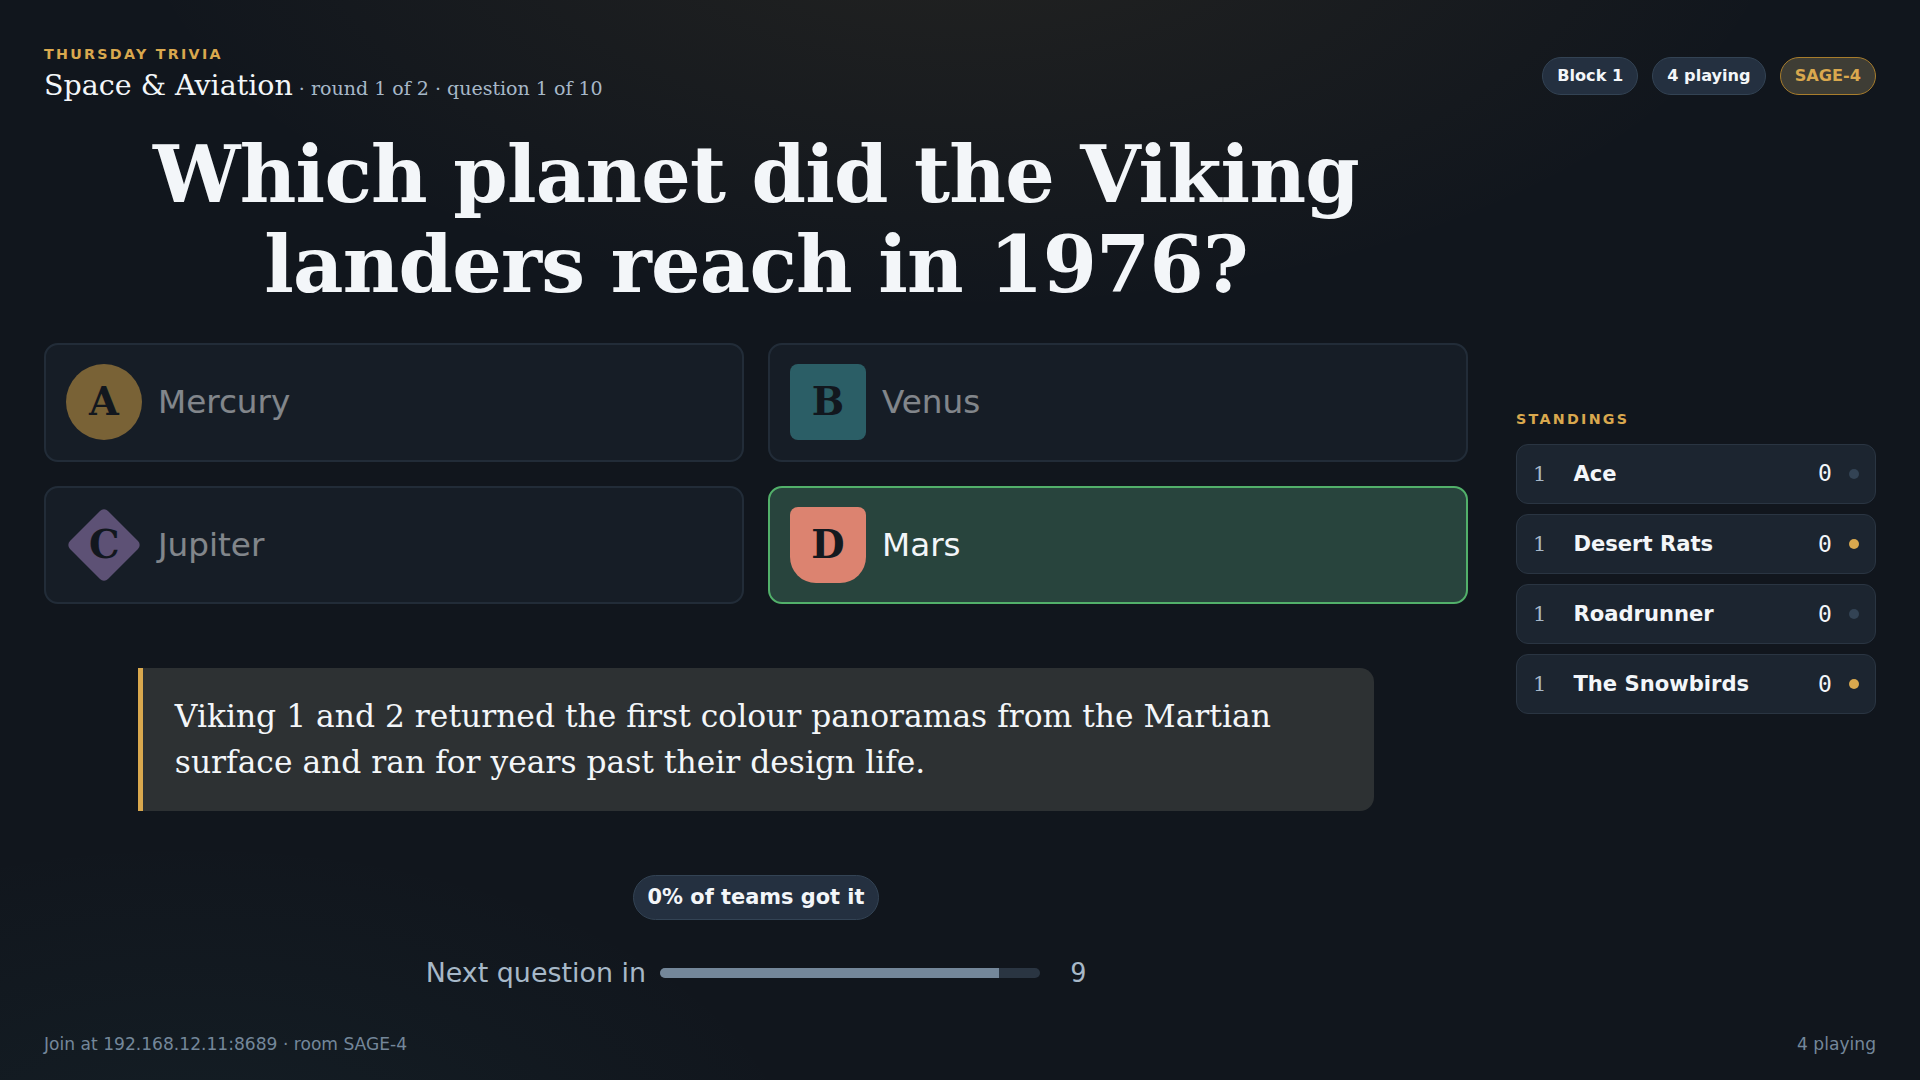 THURSDAY TRIVIA
Space & Aviation · round 1 of 2 · question 1 of 10
Block 1
4 playing
SAGE-4
Which planet did the Viking
landers reach in 1976?
A Mercury
B Venus
C Jupiter
D Mars
Viking 1 and 2 returned the first colour panoramas from the Martian
surface and ran for years past their design life.
0% of teams got it
Next question in 9
STANDINGS
1 Ace 0
1 Desert Rats 0
1 Roadrunner 0
1 The Snowbirds 0
Join at 192.168.12.11:8689 · room SAGE-4
4 playing